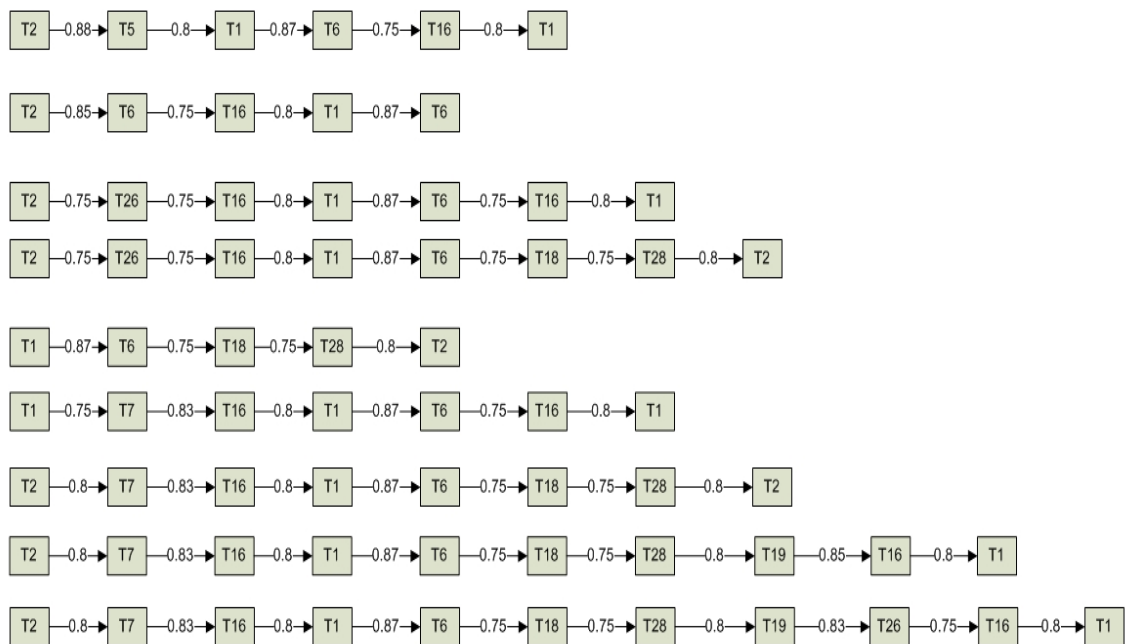 T2 0.88 T5 0.8 T1 0.87 T6 0.75 T16 0.8 T1
T2 0.85 T6 0.75 T16 0.8 T1 0.87 T6
T2 0.75 T26 0.75 T16 0.8 T1 0.87 T6 0.75 T16 0.8 T1
T2 0.75 T26 0.75 T16 0.8 T1 0.87 T6 0.75 T18 0.75 T28 0.8 T2
T1 0.87 T6 0.75 T18 0.75 T28 0.8 T2
T1 0.75 T7 0.83 T16 0.8 T1 0.87 T6 0.75 T16 0.8 T1
T2 0.8 T7 0.83 T16 0.8 T1 0.87 T6 0.75 T18 0.75 T28 0.8 T2
T2 0.8 T7 0.83 T16 0.8 T1 0.87 T6 0.75 T18 0.75 T28 0.8 T19 0.85 T16 0.8 T1
T2 0.8 T7 0.83 T16 0.8 T1 0.87 T6 0.75 T18 0.75 T28 0.8 T19 0.83 T26 0.75 T16 0.8 T1